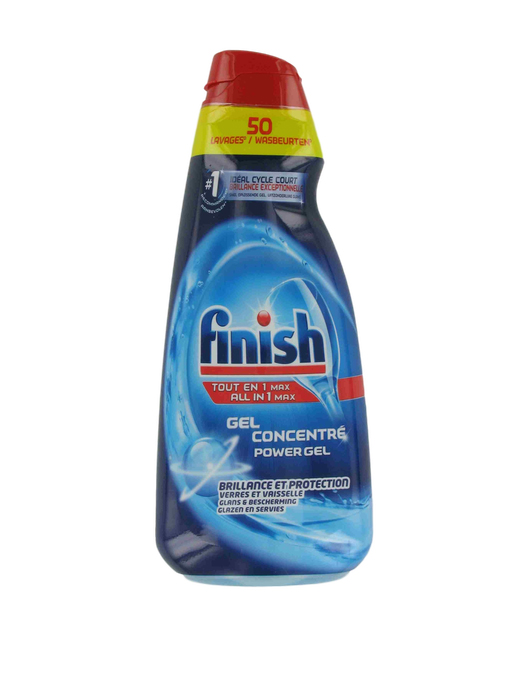 50
LAVAGES* / WASBEURTEN*
#1
IDÉAL CYCLE COURT
BRILLANCE EXCEPTIONNELLE
finish
TOUT EN 1 MAX
ALL IN 1 MAX
GEL
CONCENTRÉ
POWER GEL
BRILLANCE ET PROTECTION
VERRES ET VAISSELLE
GLANS & BESCHERMING
GLAZEN EN SERVIES